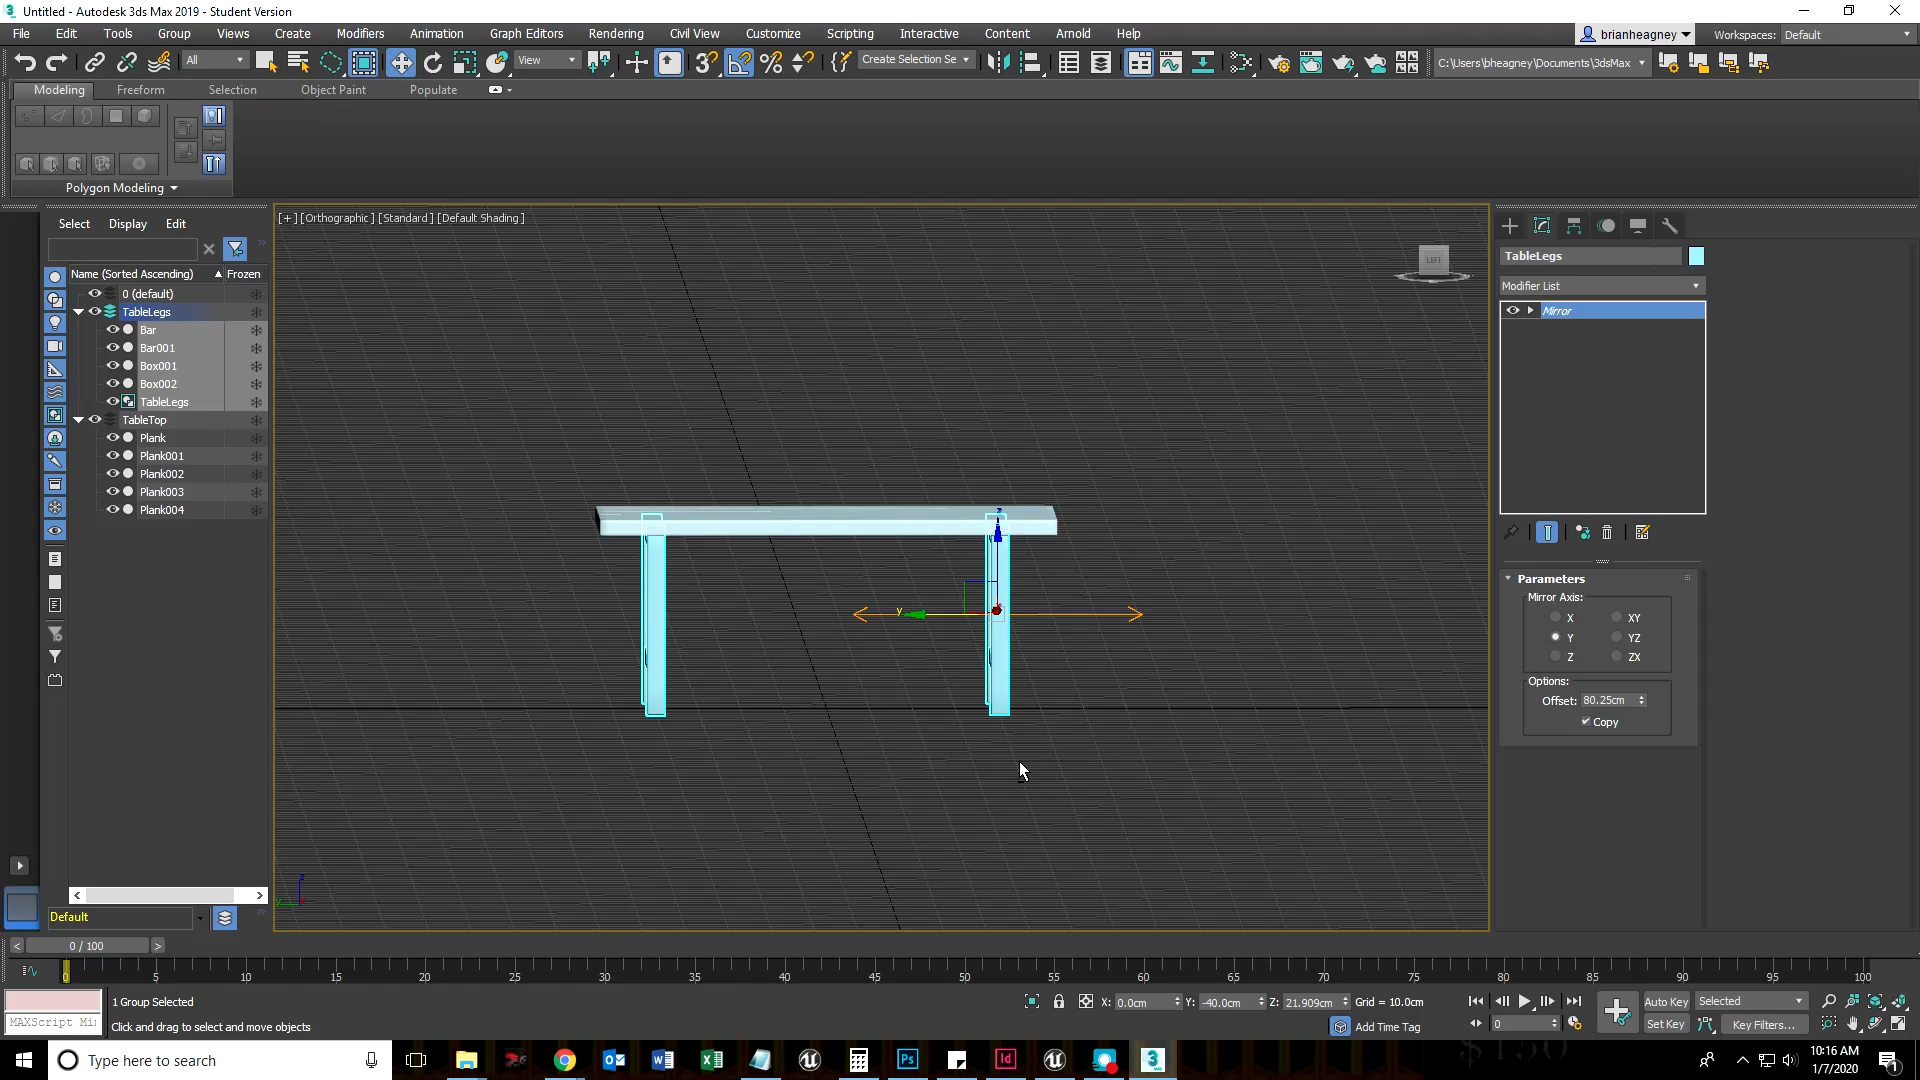 Untitled - Autodesk 3ds Max 2019 - Student Version
File Edit Tools Group Views Create Modifiers Animation Graph Editors Rendering Civil View Customize Scripting Interactive Content Arnold Help brianheagney Workspaces: Default
All View Create Selection Se C:\Users\bheagney\Documents\3dsMax
Modeling Freeform Selection Object Paint Populate
Polygon Modeling
Select Display Edit
[+] [Orthographic] [Standard] [Default Shading]
LEFT
TableLegs
Name (Sorted Ascending) Frozen
Modifier List
0 (default)
TableLegs
Mirror
Bar
Bar001
Box001
Box002
TableLegs
TableTop
Plank
Plank001
Plank002
Plank003
Plank004
z
y
Parameters
Mirror Axis:
X XY
Y YZ
Z ZX
Options:
Offset: 80.25cm
Copy
z
y
Default
0 / 100
0 5 10 15 20 25 30 35 40 45 50 55 60 65 70 75 80 85 90 95 100
1 Group Selected X: 0.0cm Y: -40.0cm Z: 21.909cm Grid = 10.0cm Auto Key Selected
MAXScript Mi Click and drag to select and move objects Add Time Tag 0 Set Key Key Filters...
Type here to search
10:16 AM
1/7/2020
$150